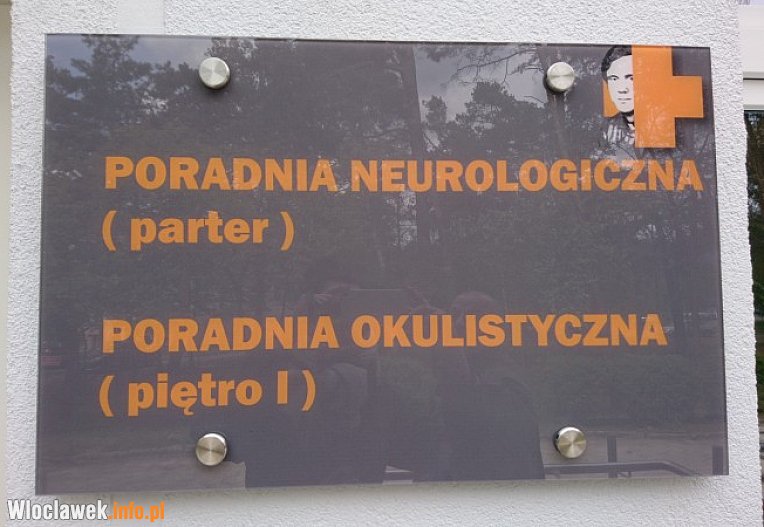 PORADNIA NEUROLOGICZNA
( parter )
PORADNIA OKULISTYCZNA
( piętro I )
Wloclawek.info.pl